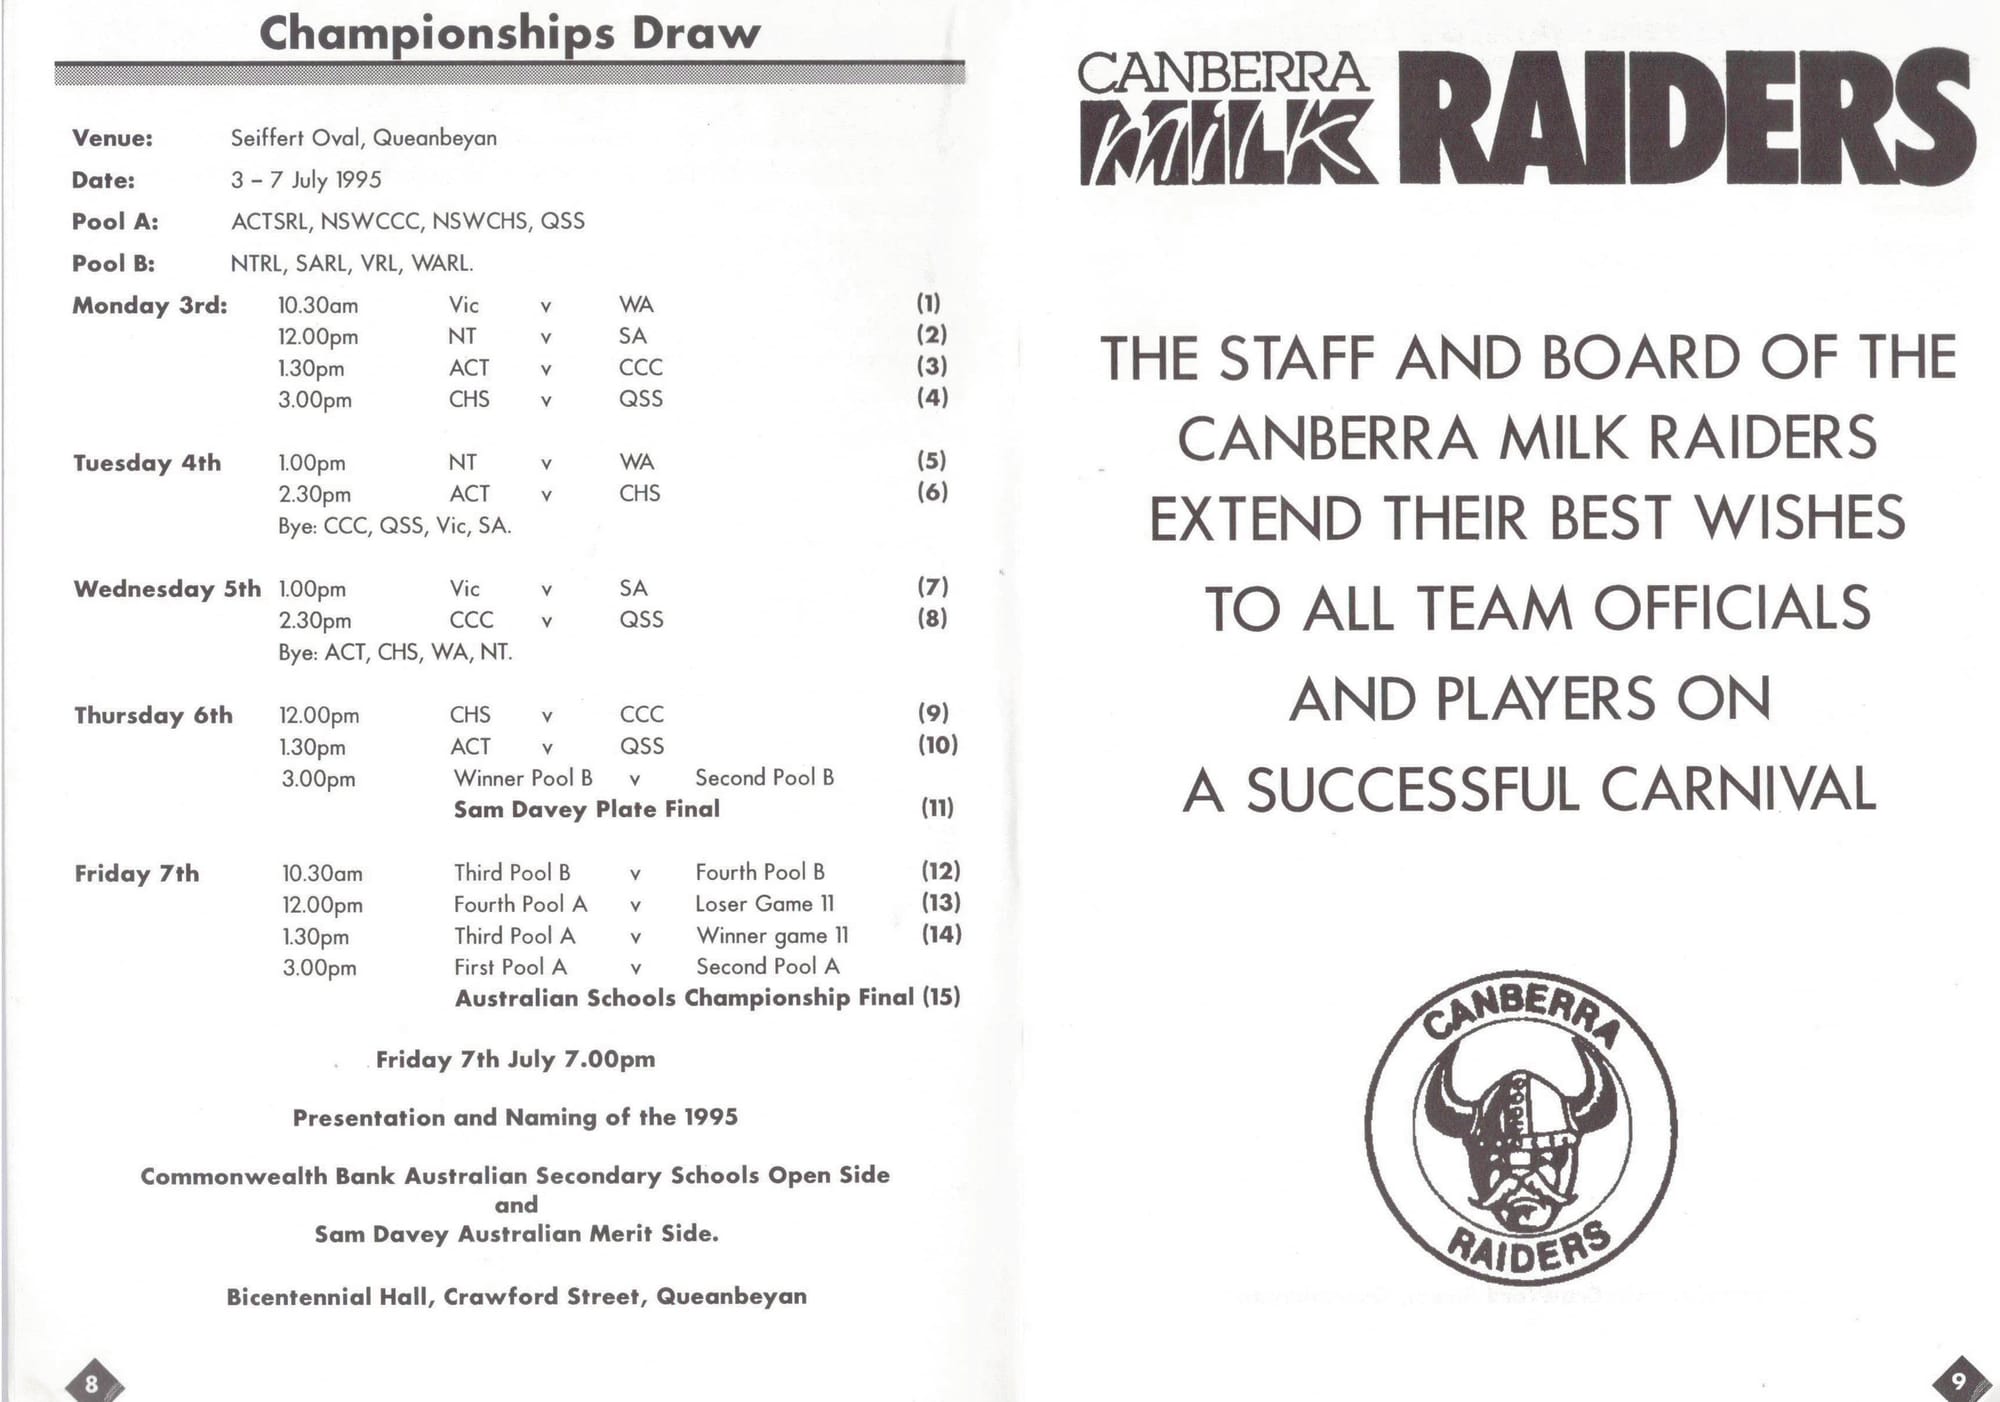 Championships Draw
Venue: Seiffert Oval, Queanbeyan
Date: 3 – 7 July 1995
Pool A: ACTSRL, NSWCCC, NSWCHS, QSS
Pool B: NTRL, SARL, VRL, WARL.
Monday 3rd: 10.30am Vic v WA (1)
12.00pm NT v SA (2)
1.30pm ACT v CCC (3)
3.00pm CHS v QSS (4)
Tuesday 4th 1.00pm NT v WA (5)
2.30pm ACT v CHS (6)
Bye: CCC, QSS, Vic, SA.
Wednesday 5th 1.00pm Vic v SA (7)
2.30pm CCC v QSS (8)
Bye: ACT, CHS, WA, NT.
Thursday 6th 12.00pm CHS v CCC (9)
1.30pm ACT v QSS (10)
3.00pm Winner Pool B v Second Pool B
Sam Davey Plate Final (11)
Friday 7th 10.30am Third Pool B v Fourth Pool B (12)
12.00pm Fourth Pool A v Loser Game 11 (13)
1.30pm Third Pool A v Winner game 11 (14)
3.00pm First Pool A v Second Pool A
Australian Schools Championship Final (15)
Friday 7th July 7.00pm
Presentation and Naming of the 1995
Commonwealth Bank Australian Secondary Schools Open Side
and
Sam Davey Australian Merit Side.
Bicentennial Hall, Crawford Street, Queanbeyan
8
CANBERRA
MILK RAIDERS
THE STAFF AND BOARD OF THE
CANBERRA MILK RAIDERS
EXTEND THEIR BEST WISHES
TO ALL TEAM OFFICIALS
AND PLAYERS ON
A SUCCESSFUL CARNIVAL
CANBERRA
RAIDERS
9